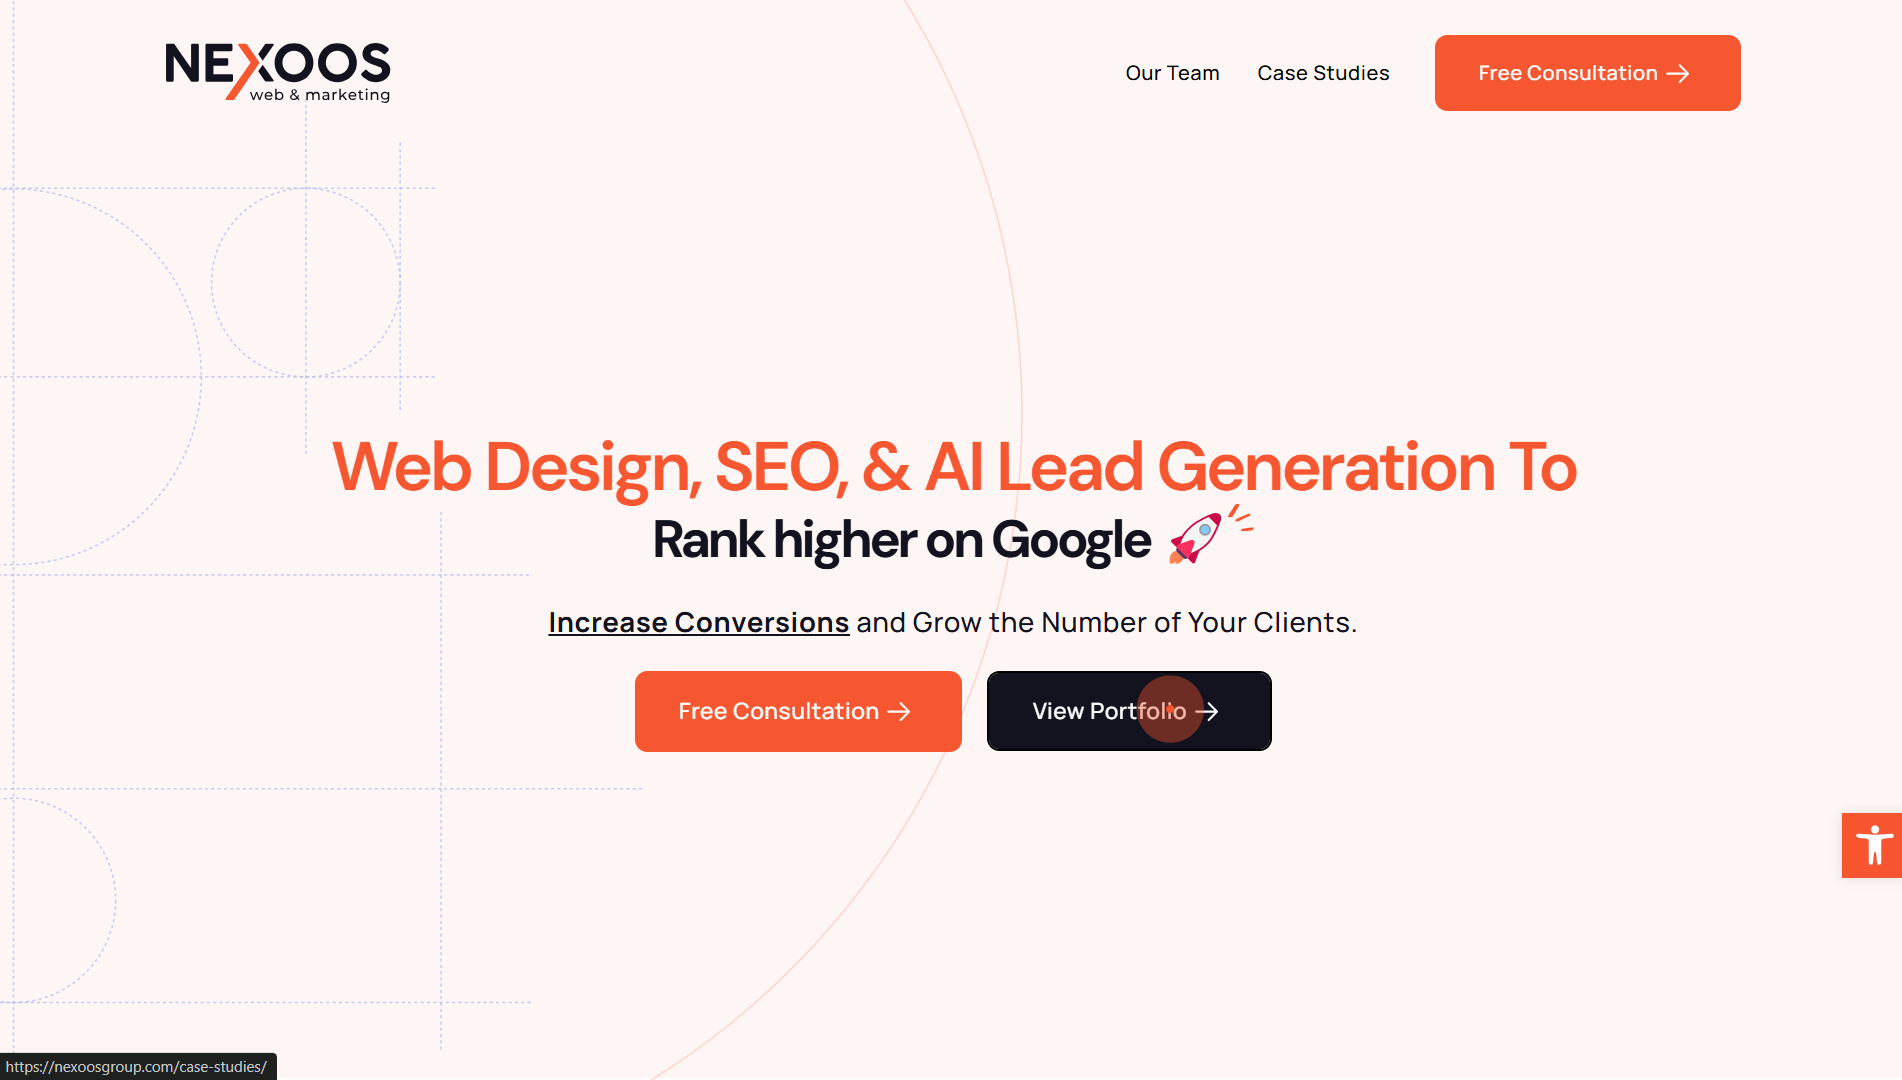 NEXOOS
web & marketing
Our Team
Case Studies
Free Consultation →
Web Design, SEO, & AI Lead Generation To
Rank higher on Google 🚀
Increase Conversions and Grow the Number of Your Clients.
Free Consultation →
View Portfolio →
https://nexoosgroup.com/case-studies/